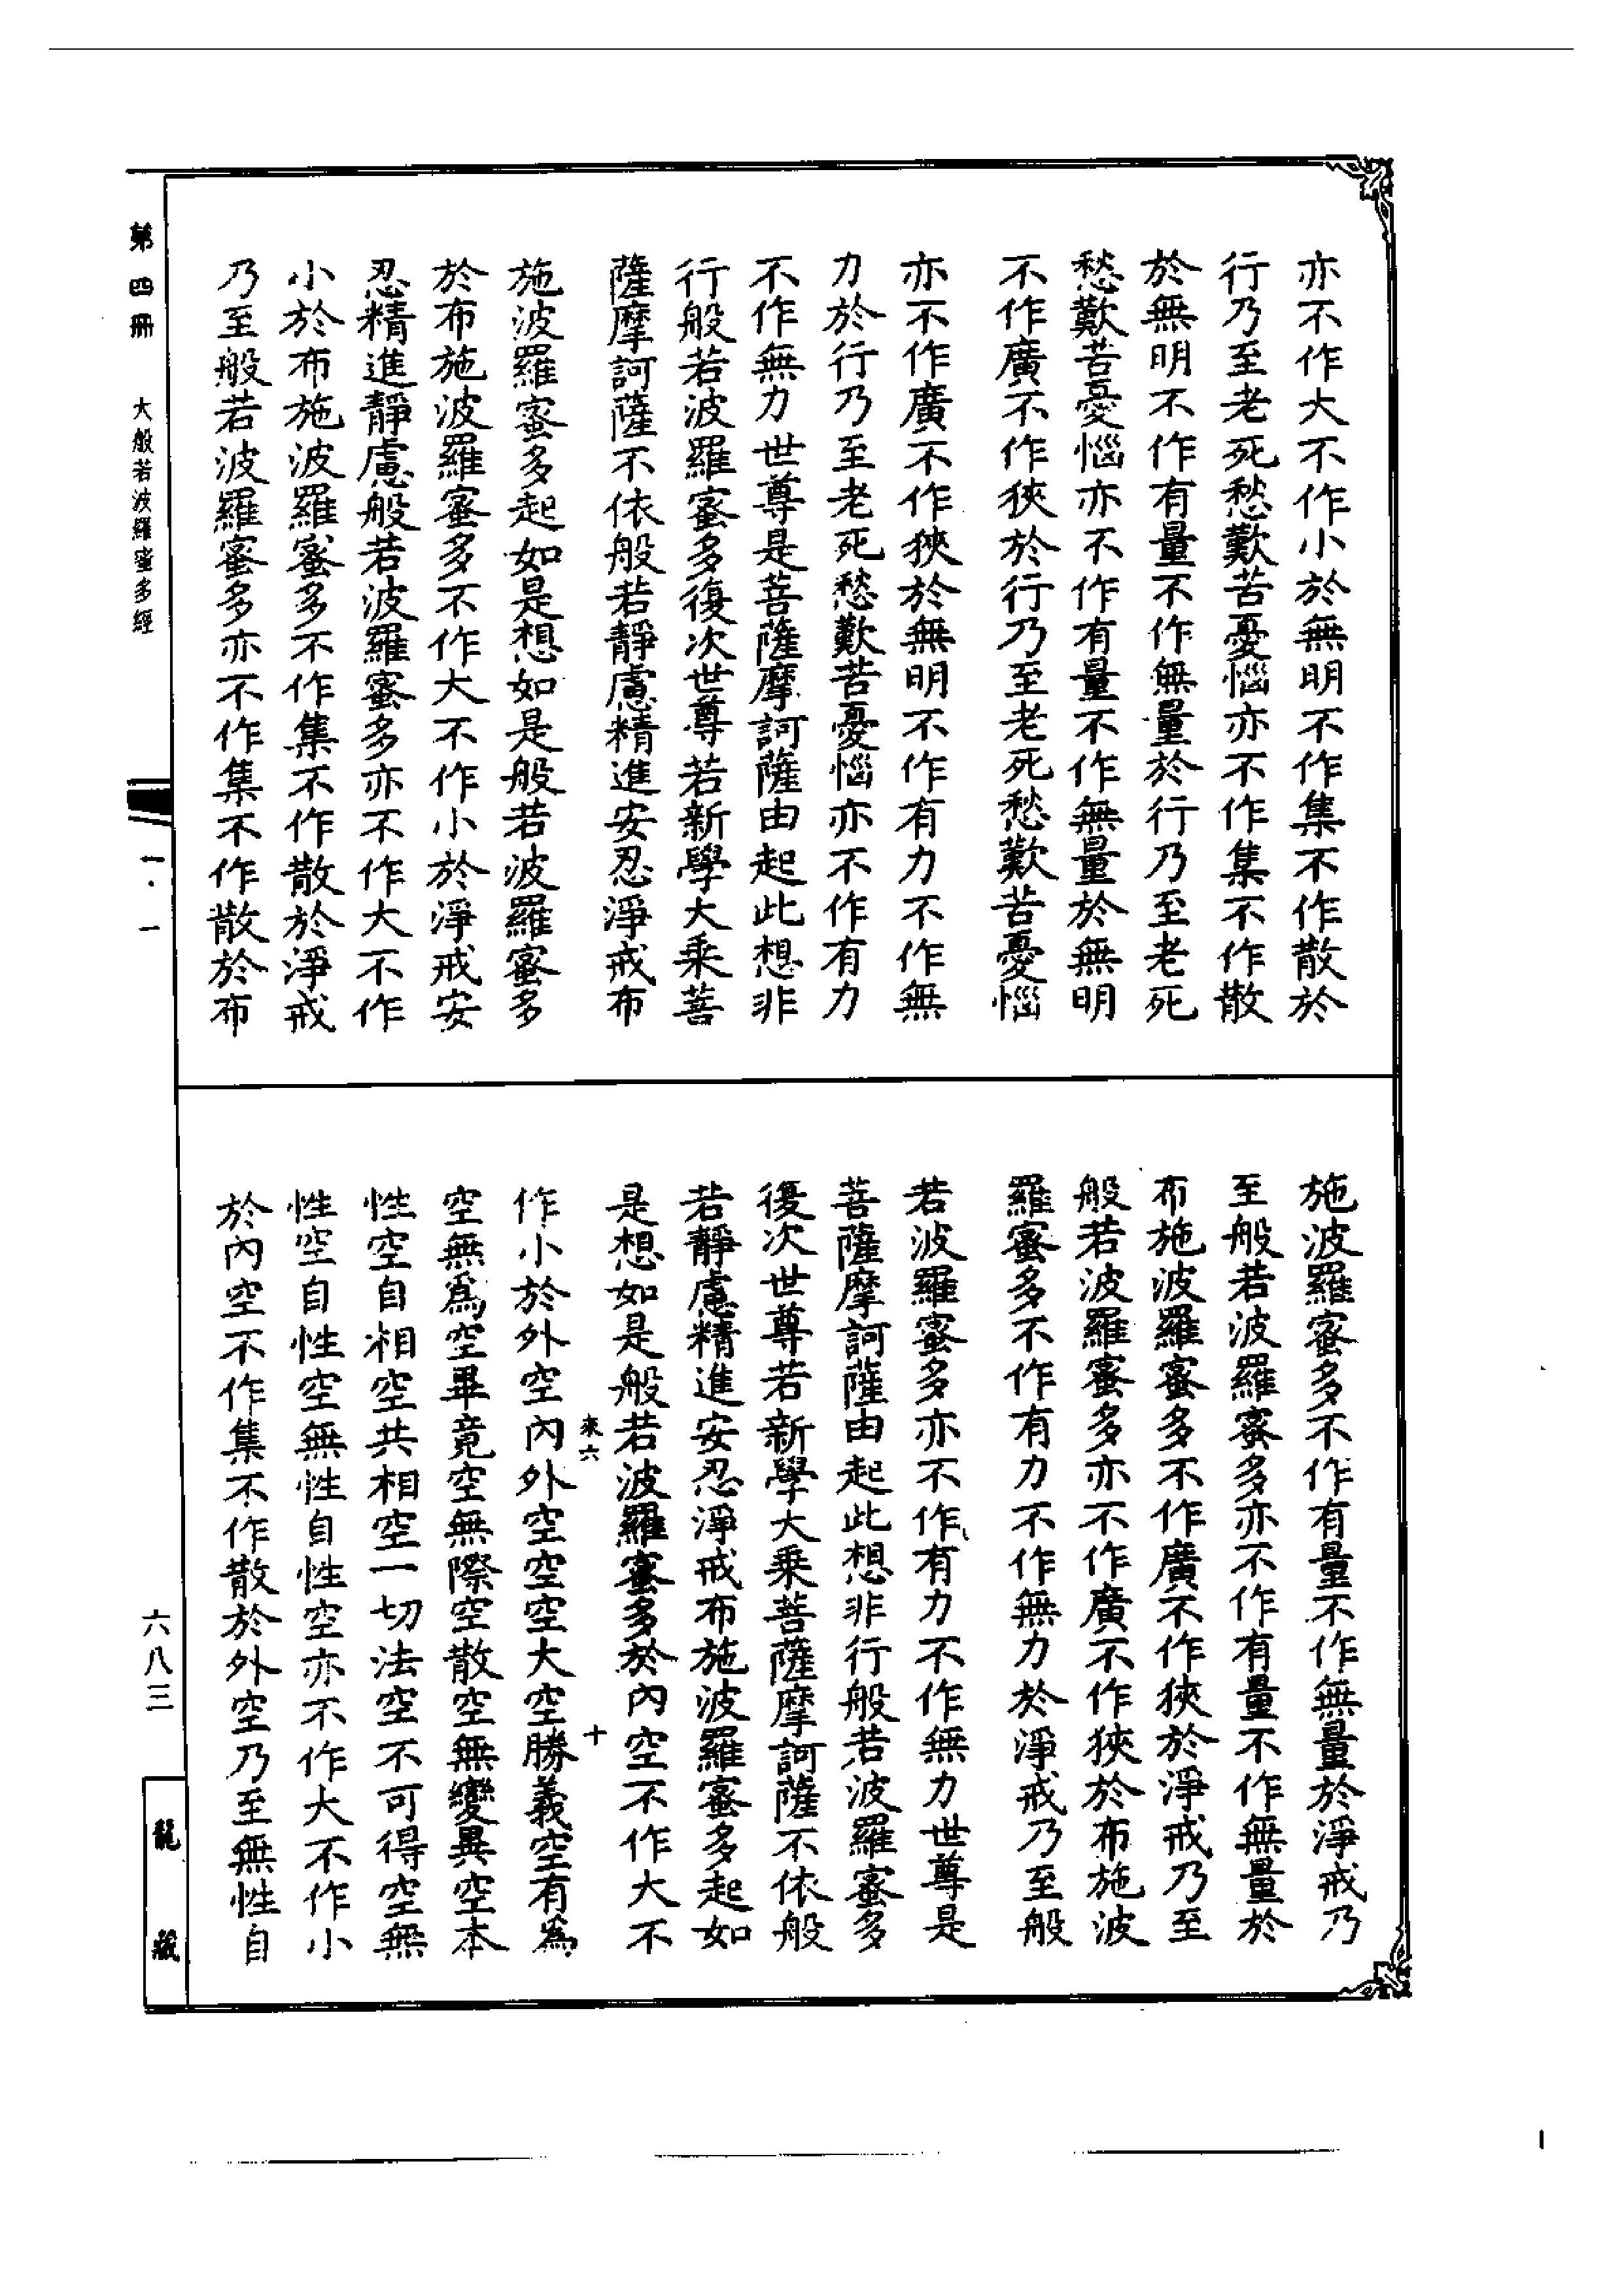 亦不作大不作小於無明不作集不作散於
行乃至老死愁歎苦憂惱亦不作集不作散
於無明不作有量不作無量於行乃至老死
愁歎苦憂惱亦不作有量不作無量於無明
不作廣不作狹於行乃至老死愁歎苦憂惱
亦不作廣不作狹於無明不作有力不作無
力於行乃至老死愁歎苦憂惱亦不作有力
不作無力世尊是菩薩摩訶薩由起此想非
行般若波羅蜜多復次世尊若新學大乘菩
薩摩訶薩不依般若靜慮精進安忍淨戒布
施波羅蜜多起如是想如是般若波羅蜜多
於布施波羅蜜多不作大不作小於淨戒安
忍精進靜慮般若波羅蜜多亦不作大不作
小於布施波羅蜜多不作集不作散於淨戒
乃至般若波羅蜜多亦不作集不作散於布
施波羅蜜多不作有量不作無量於淨戒乃
至般若波羅蜜多亦不作有量不作無量於
布施波羅蜜多不作廣不作狹於淨戒乃至
般若波羅蜜多亦不作廣不作狹於布施波
羅蜜多不作有力不作無力於淨戒乃至般
若波羅蜜多亦不作有力不作無力世尊是
菩薩摩訶薩由起此想非行般若波羅蜜多
復次世尊若新學大乘菩薩摩訶薩不依般
若靜慮精進安忍淨戒布施波羅蜜多起如
是想如是般若波羅蜜多於內空不作大不
來六 十
作小於外空內外空空空大空勝義空有為
空無為空畢竟空無際空散空無變異空本
性空自相空共相空一切法空不可得空無
性空自性空無性自性空亦不作大不作小
於內空不作集不作散於外空乃至無性自
第四冊 大般若波羅蜜多經
一·一
六八三
龍藏